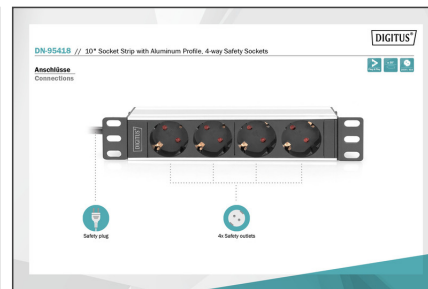 DIGITUS®
DN-95418 // 10" Socket Strip with Aluminum Profile, 4-way Safety Sockets
Anschlüsse
Connections
DIGITUS
Safety plug
4x Safety outlets